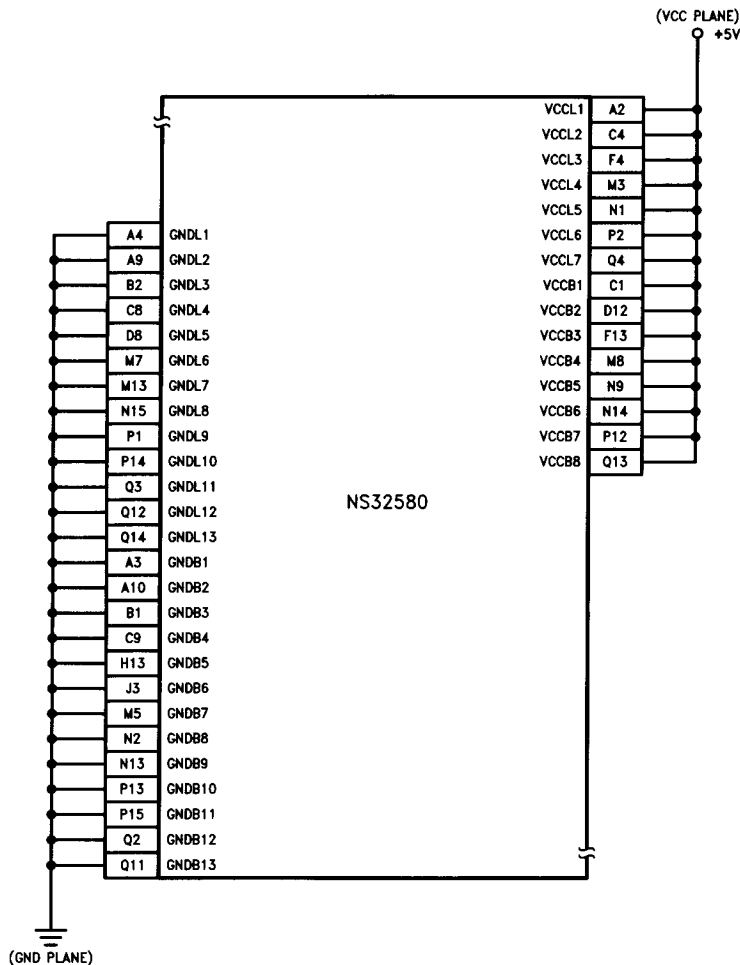 (VCC PLANE)
+5V
VCCL1 A2
VCCL2 C4
VCCL3 F4
VCCL4 M3
VCCL5 N1
A4 GNDL1 VCCL6 P2
A9 GNDL2 VCCL7 Q4
B2 GNDL3 VCCB1 C1
C8 GNDL4 VCCB2 D12
D8 GNDL5 VCCB3 F13
M7 GNDL6 VCCB4 M8
M13 GNDL7 VCCB5 N9
N15 GNDL8 VCCB6 N14
P1 GNDL9 VCCB7 P12
P14 GNDL10 VCCB8 Q13
Q3 GNDL11
NS32580
Q12 GNDL12
Q14 GNDL13
A3 GNDB1
A10 GNDB2
B1 GNDB3
C9 GNDB4
H13 GNDB5
J3 GNDB6
M5 GNDB7
N2 GNDB8
N13 GNDB9
P13 GNDB10
P15 GNDB11
Q2 GNDB12
Q11 GNDB13
(GND PLANE)